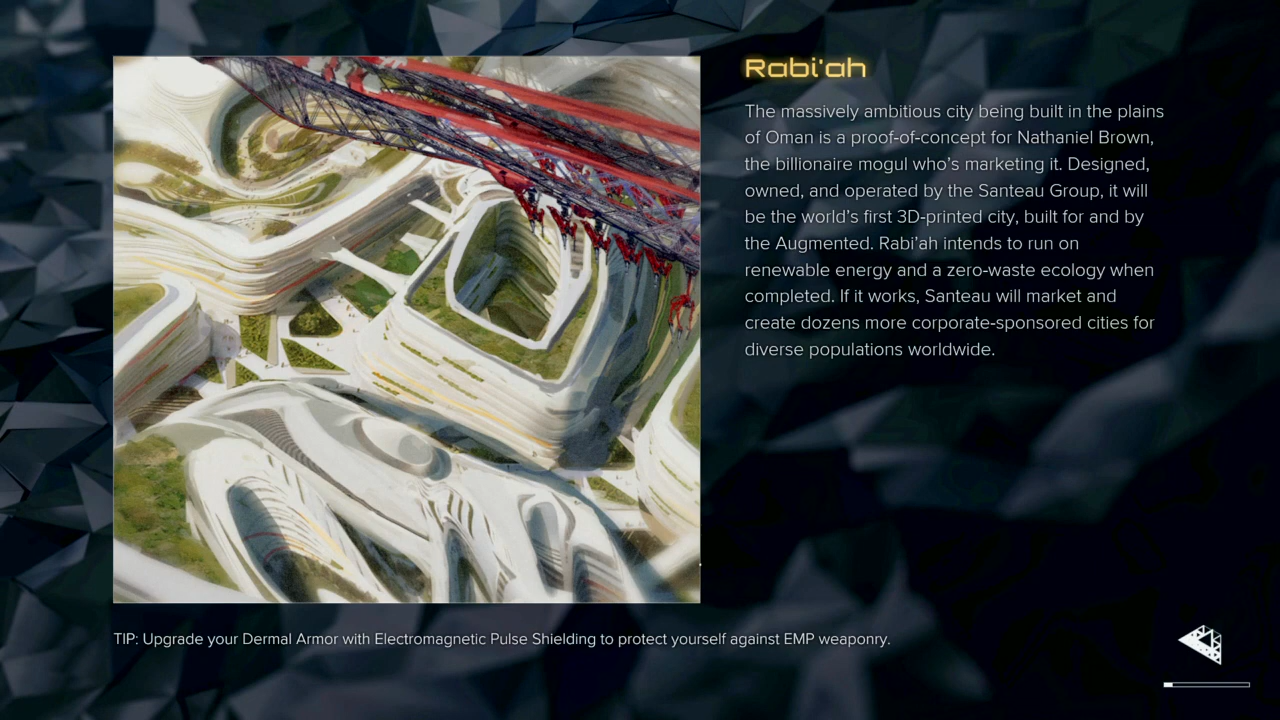 Rabi'ah
The massively ambitious city being built in the plains
of Oman is a proof-of-concept for Nathaniel Brown,
the billionaire mogul who's marketing it. Designed,
owned, and operated by the Santeau Group, it will
be the world's first 3D-printed city, built for and by
the Augmented. Rabi'ah intends to run on
renewable energy and a zero-waste ecology when
completed. If it works, Santeau will market and
create dozens more corporate-sponsored cities for
diverse populations worldwide.
TIP: Upgrade your Dermal Armor with Electromagnetic Pulse Shielding to protect yourself against EMP weaponry.